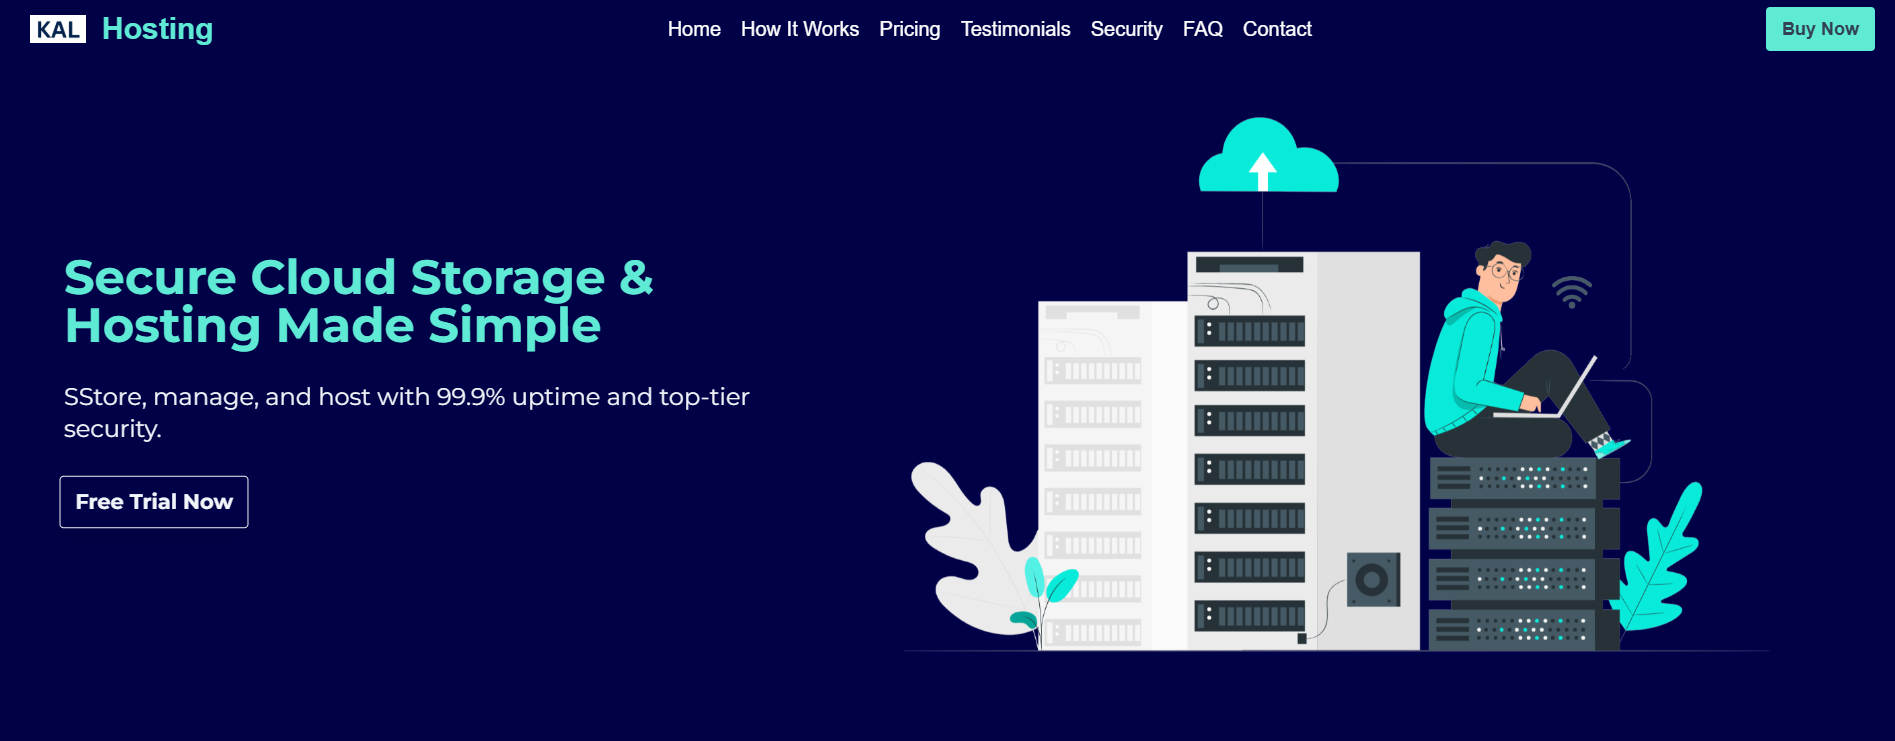 KAL Hosting
Home How It Works Pricing Testimonials Security FAQ Contact
Buy Now
Secure Cloud Storage &
Hosting Made Simple
SStore, manage, and host with 99.9% uptime and top-tier
security.
Free Trial Now